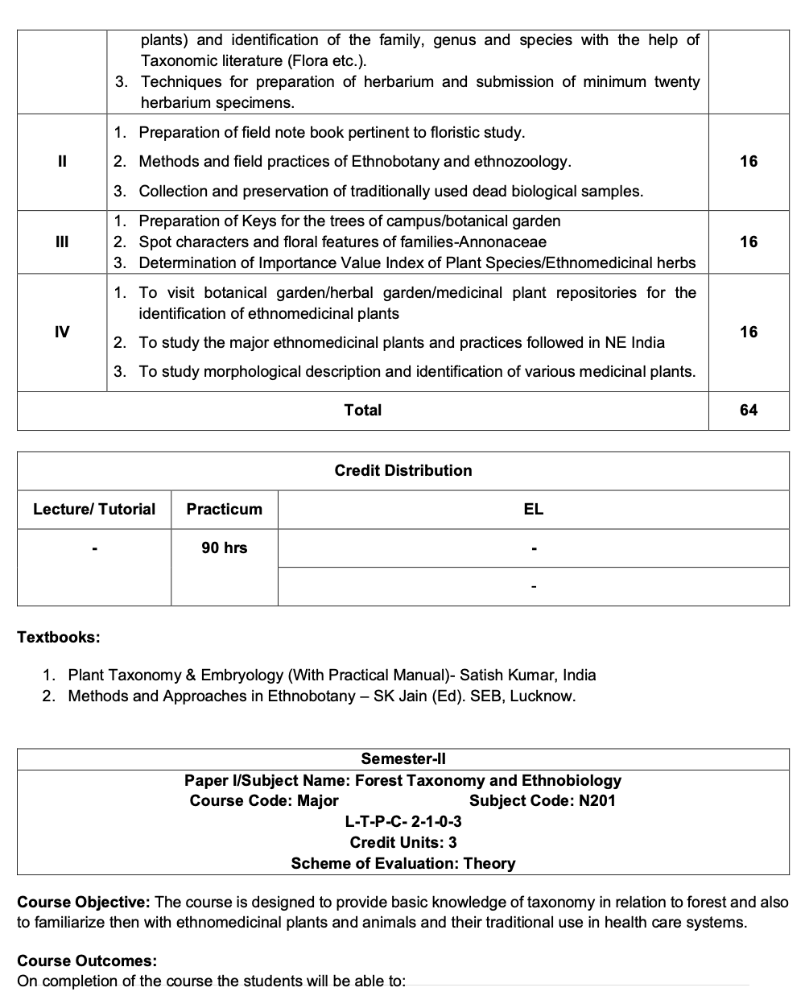 plants) and identification of the family, genus and species with the help of
Taxonomic literature (Flora etc.).
3. Techniques for preparation of herbarium and submission of minimum twenty
herbarium specimens.
1. Preparation of field note book pertinent to floristic study.
II 2. Methods and field practices of Ethnobotany and ethnozoology. 16
3. Collection and preservation of traditionally used dead biological samples.
1. Preparation of Keys for the trees of campus/botanical garden
III 2. Spot characters and floral features of families-Annonaceae 16
3. Determination of Importance Value Index of Plant Species/Ethnomedicinal herbs
1. To visit botanical garden/herbal garden/medicinal plant repositories for the
identification of ethnomedicinal plants
IV 16
2. To study the major ethnomedicinal plants and practices followed in NE India
3. To study morphological description and identification of various medicinal plants.
Total 64
Credit Distribution
Lecture/ Tutorial Practicum EL
- 90 hrs -
-
Textbooks:
1. Plant Taxonomy & Embryology (With Practical Manual)- Satish Kumar, India
2. Methods and Approaches in Ethnobotany – SK Jain (Ed). SEB, Lucknow.
Semester-II
Paper I/Subject Name: Forest Taxonomy and Ethnobiology
Course Code: Major Subject Code: N201
L-T-P-C- 2-1-0-3
Credit Units: 3
Scheme of Evaluation: Theory
Course Objective: The course is designed to provide basic knowledge of taxonomy in relation to forest and also
to familiarize then with ethnomedicinal plants and animals and their traditional use in health care systems.
Course Outcomes:
On completion of the course the students will be able to: